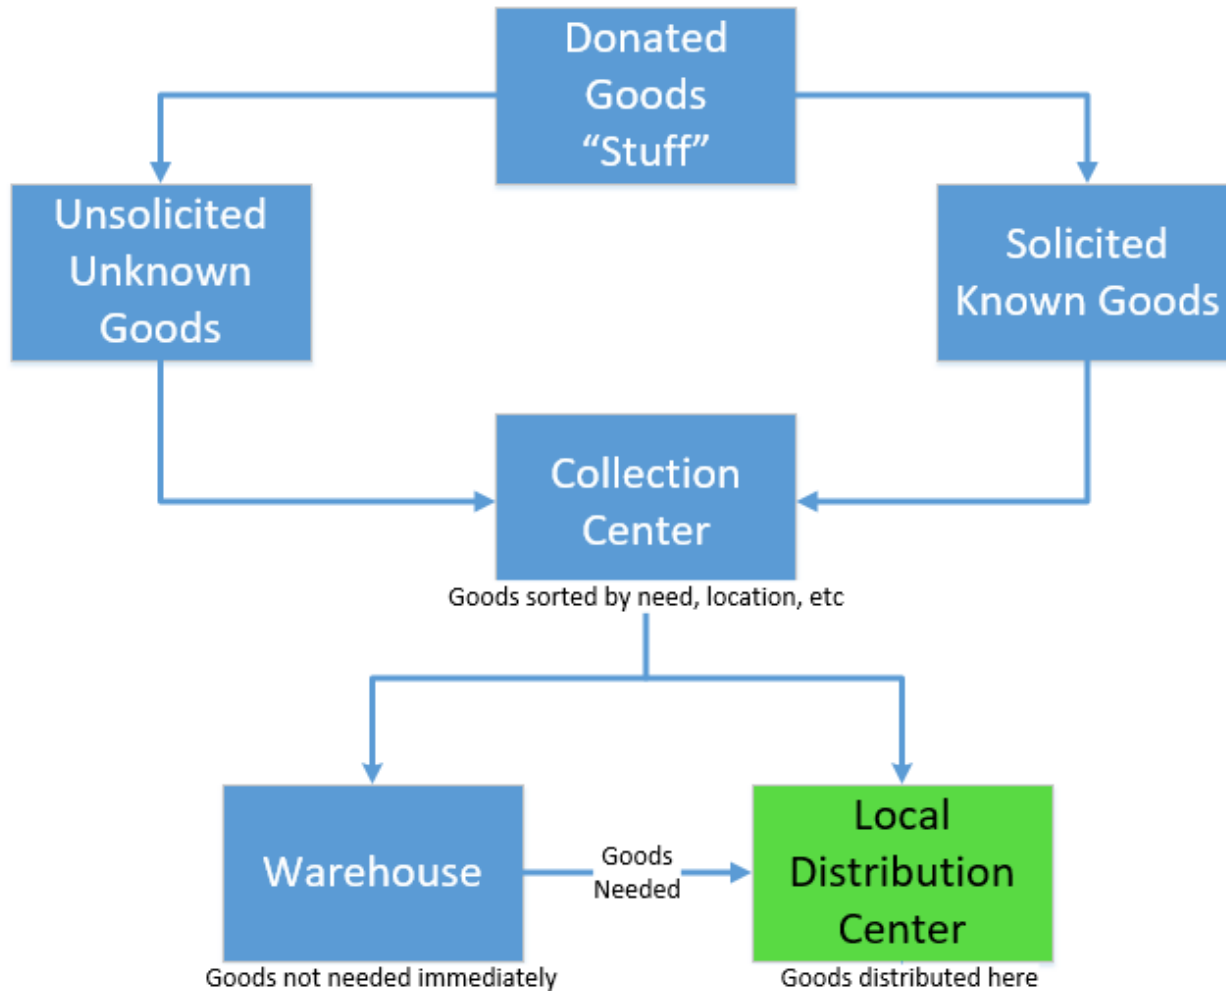 Donated
Goods
“Stuff”
Unsolicited
Unknown
Goods
Solicited
Known Goods
Collection
Center
Goods sorted by need, location, etc
Warehouse
Goods not needed immediately
Goods
Needed
Local
Distribution
Center
Goods distributed here